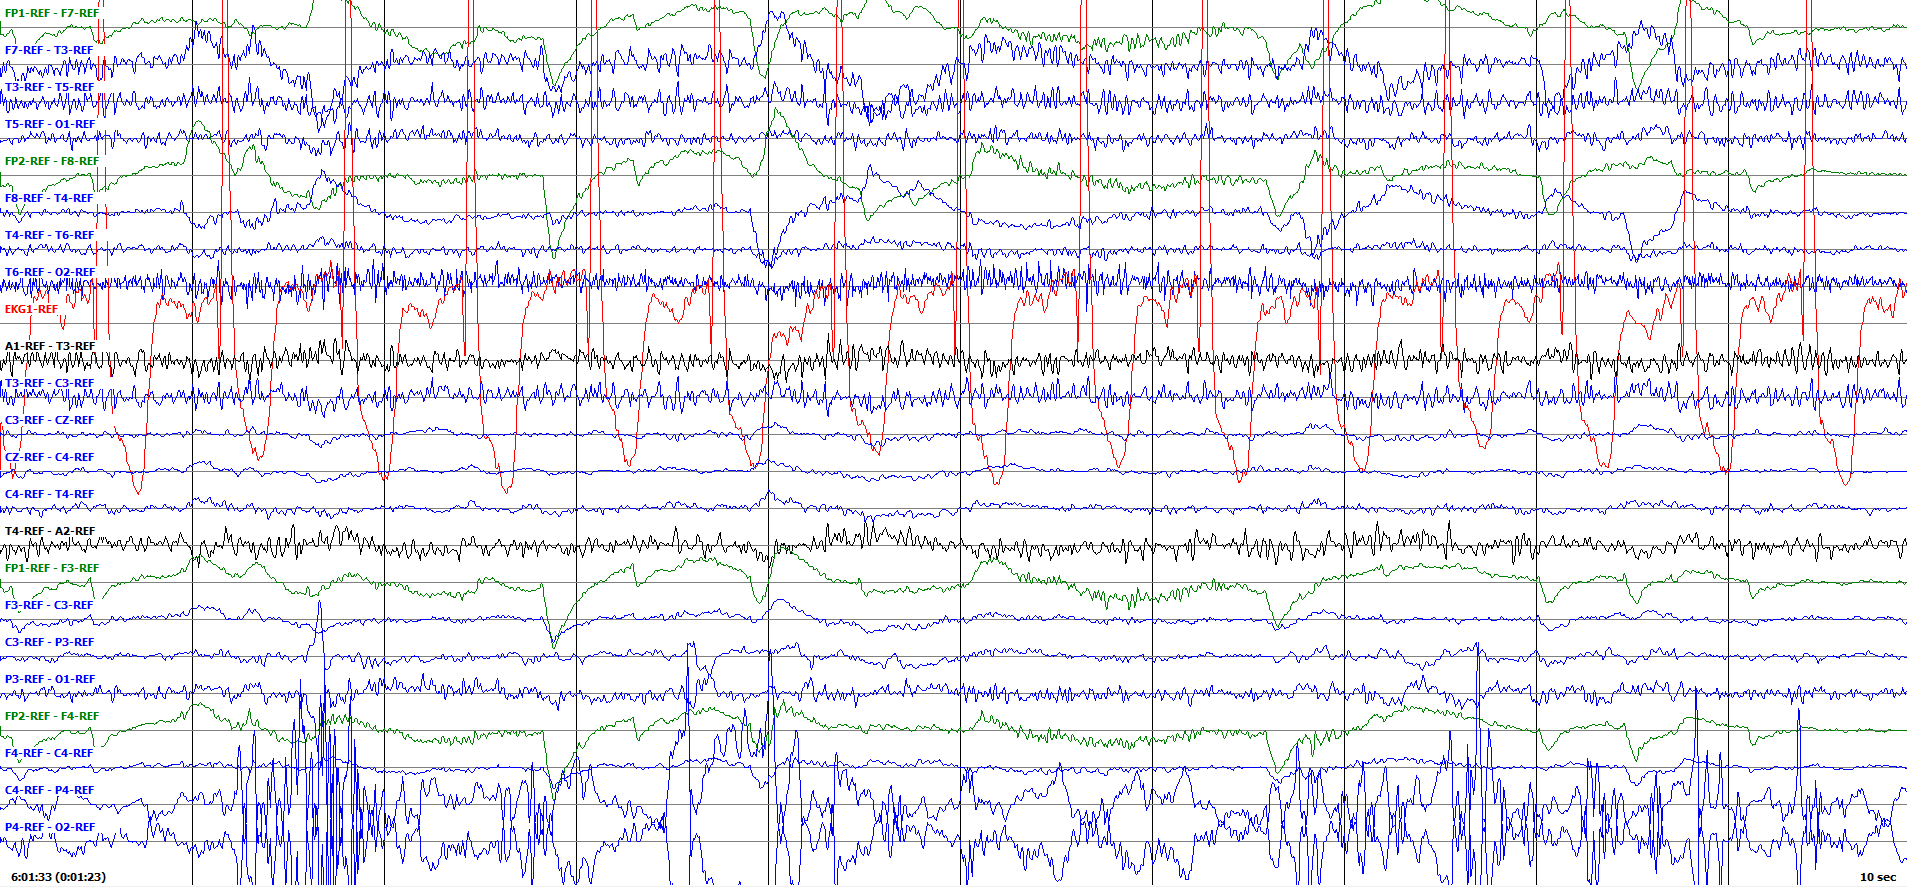 FP1-REF - F7-REF
F7-REF - T3-REF
T3-REF - T5-REF
T5-REF - O1-REF
FP2-REF - F8-REF
F8-REF - T4-REF
T4-REF - T6-REF
T6-REF - O2-REF
EKG1-REF
A1-REF - T3-REF
T3-REF - C3-REF
C3-REF - CZ-REF
CZ-REF - C4-REF
C4-REF - T4-REF
T4-REF - A2-REF
FP1-REF - F3-REF
F3-REF - C3-REF
C3-REF - P3-REF
P3-REF - O1-REF
FP2-REF - F4-REF
F4-REF - C4-REF
C4-REF - P4-REF
P4-REF - O2-REF
6:01:33 (0:01:23)
10 sec